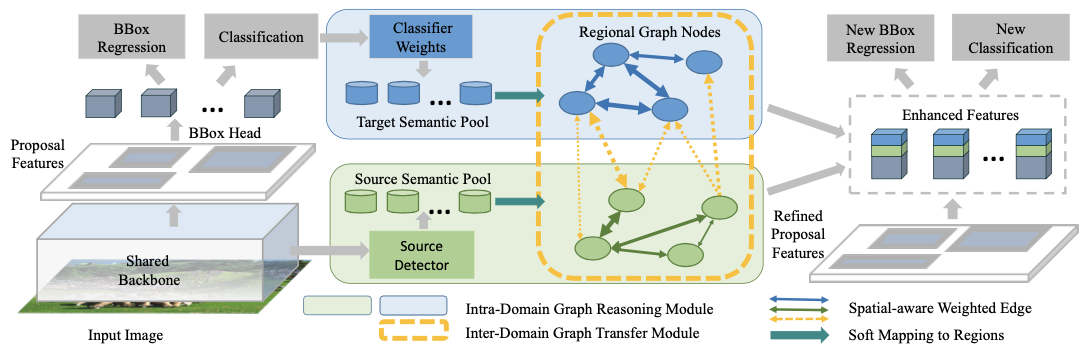 BBox
Regression
Classification
BBox Head
Proposal
Features
Shared
Backbone
Input Image
Classifier
Weights
Target Semantic Pool
Source Semantic Pool
Source
Detector
Regional Graph Nodes
New BBox
Regression
New
Classification
Enhanced Features
Refined
Proposal
Features
Intra-Domain Graph Reasoning Module
Inter-Domain Graph Transfer Module
Spatial-aware Weighted Edge
Soft Mapping to Regions